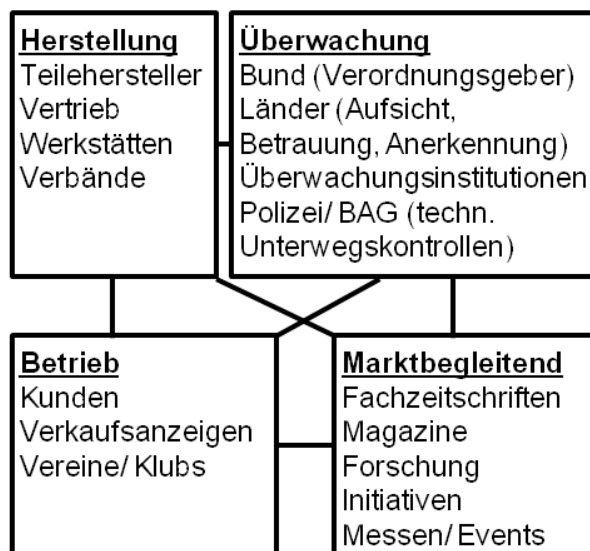 Herstellung
Teilehersteller
Vertrieb
Werkstätten
Verbände
Überwachung
Bund (Verordnungsgeber)
Länder (Aufsicht,
Betrauung, Anerkennung)
Überwachungsinstitutionen
Polizei/ BAG (techn.
Unterwegskontrollen)
Betrieb
Kunden
Verkaufsanzeigen
Vereine/ Klubs
Marktbegleitend
Fachzeitschriften
Magazine
Forschung
Initiativen
Messen/ Events